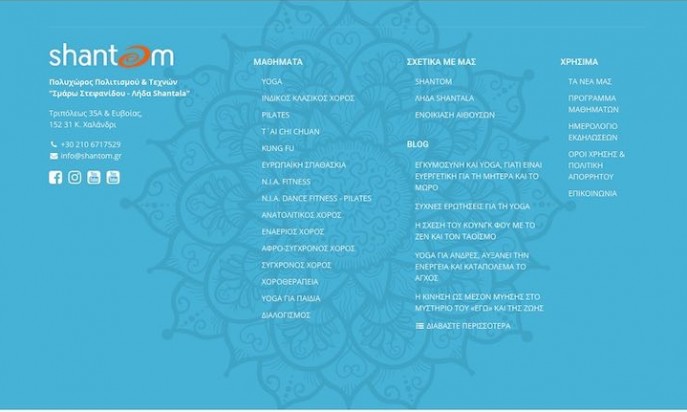 shantom
Πολυχώρος Πολιτισμού & Τεχνών
"Σμάρω Στεφανίδου - Λήδα Shantala"
Τριπόλεως 35Α & Ευβοίας,
152 31 Κ. Χαλάνδρι
+30 210 6717529
info@shantom.gr
ΜΑΘΗΜΑΤΑ
YOGA
ΙΝΔΙΚΟΣ ΚΛΑΣΙΚΟΣ ΧΟΡΟΣ
PILATES
T΄AI CHI CHUAN
KUNG FU
ΕΥΡΩΠΑΙΚΗ ΣΠΑΘΑΣΚΙΑ
N.I.A. FITNESS
N.I.A. DANCE FITNESS - PILATES
ΑΝΑΤΟΛΙΤΙΚΟΣ ΧΟΡΟΣ
ΕΝΑΕΡΙΟΣ ΧΟΡΟΣ
ΑΦΡΟ-ΣΥΓΧΡΟΝΟΣ ΧΟΡΟΣ
ΣΥΓΧΡΟΝΟΣ ΧΟΡΟΣ
ΧΟΡΟΘΕΡΑΠΕΙΑ
YOGA ΓΙΑ ΠΑΙΔΙΑ
ΔΙΑΛΟΓΙΣΜΟΣ
ΣΧΕΤΙΚΑ ΜΕ ΜΑΣ
SHANTOM
ΛΗΔΑ SHANTALA
ΕΝΟΙΚΙΑΣΗ ΑΙΘΟΥΣΩΝ
BLOG
ΕΓΚΥΜΟΣΥΝΗ ΚΑΙ YOGA, ΓΙΑΤΙ ΕΙΝΑΙ
ΕΥΕΡΓΕΤΙΚΗ ΓΙΑ ΤΗ ΜΗΤΕΡΑ ΚΑΙ ΤΟ
ΜΩΡΟ
ΣΥΧΝΕΣ ΕΡΩΤΗΣΕΙΣ ΓΙΑ ΤΗ YOGA
Η ΣΧΕΣΗ ΤΟΥ ΚΟΥΝΓΚ ΦΟΥ ΜΕ ΤΟ
ΖΕΝ ΚΑΙ ΤΟΝ ΤΑΟΪΣΜΟ
YOGA ΓΙΑ ΑΝΔΡΕΣ, ΑΥΞΑΝΕΙ ΤΗΝ
ΕΝΕΡΓΕΙΑ ΚΑΙ ΚΑΤΑΠΟΛΕΜΑ ΤΟ
ΑΓΧΟΣ
Η ΚΙΝΗΣΗ ΩΣ ΜΕΣΟΝ ΜΥΗΣΗΣ ΣΤΟ
ΜΥΣΤΗΡΙΟ ΤΟΥ «ΕΓΩ» ΚΑΙ ΤΗΣ ΖΩΗΣ
ΔΙΑΒΑΣΤΕ ΠΕΡΙΣΣΟΤΕΡΑ
ΧΡΗΣΙΜΑ
ΤΑ ΝΕΑ ΜΑΣ
ΠΡΟΓΡΑΜΜΑ
ΜΑΘΗΜΑΤΩΝ
ΗΜΕΡΟΛΟΓΙΟ
ΕΚΔΗΛΩΣΕΩΝ
ΟΡΟΙ ΧΡΗΣΗΣ &
ΠΟΛΙΤΙΚΗ
ΑΠΟΡΡΗΤΟΥ
ΕΠΙΚΟΙΝΩΝΙΑ